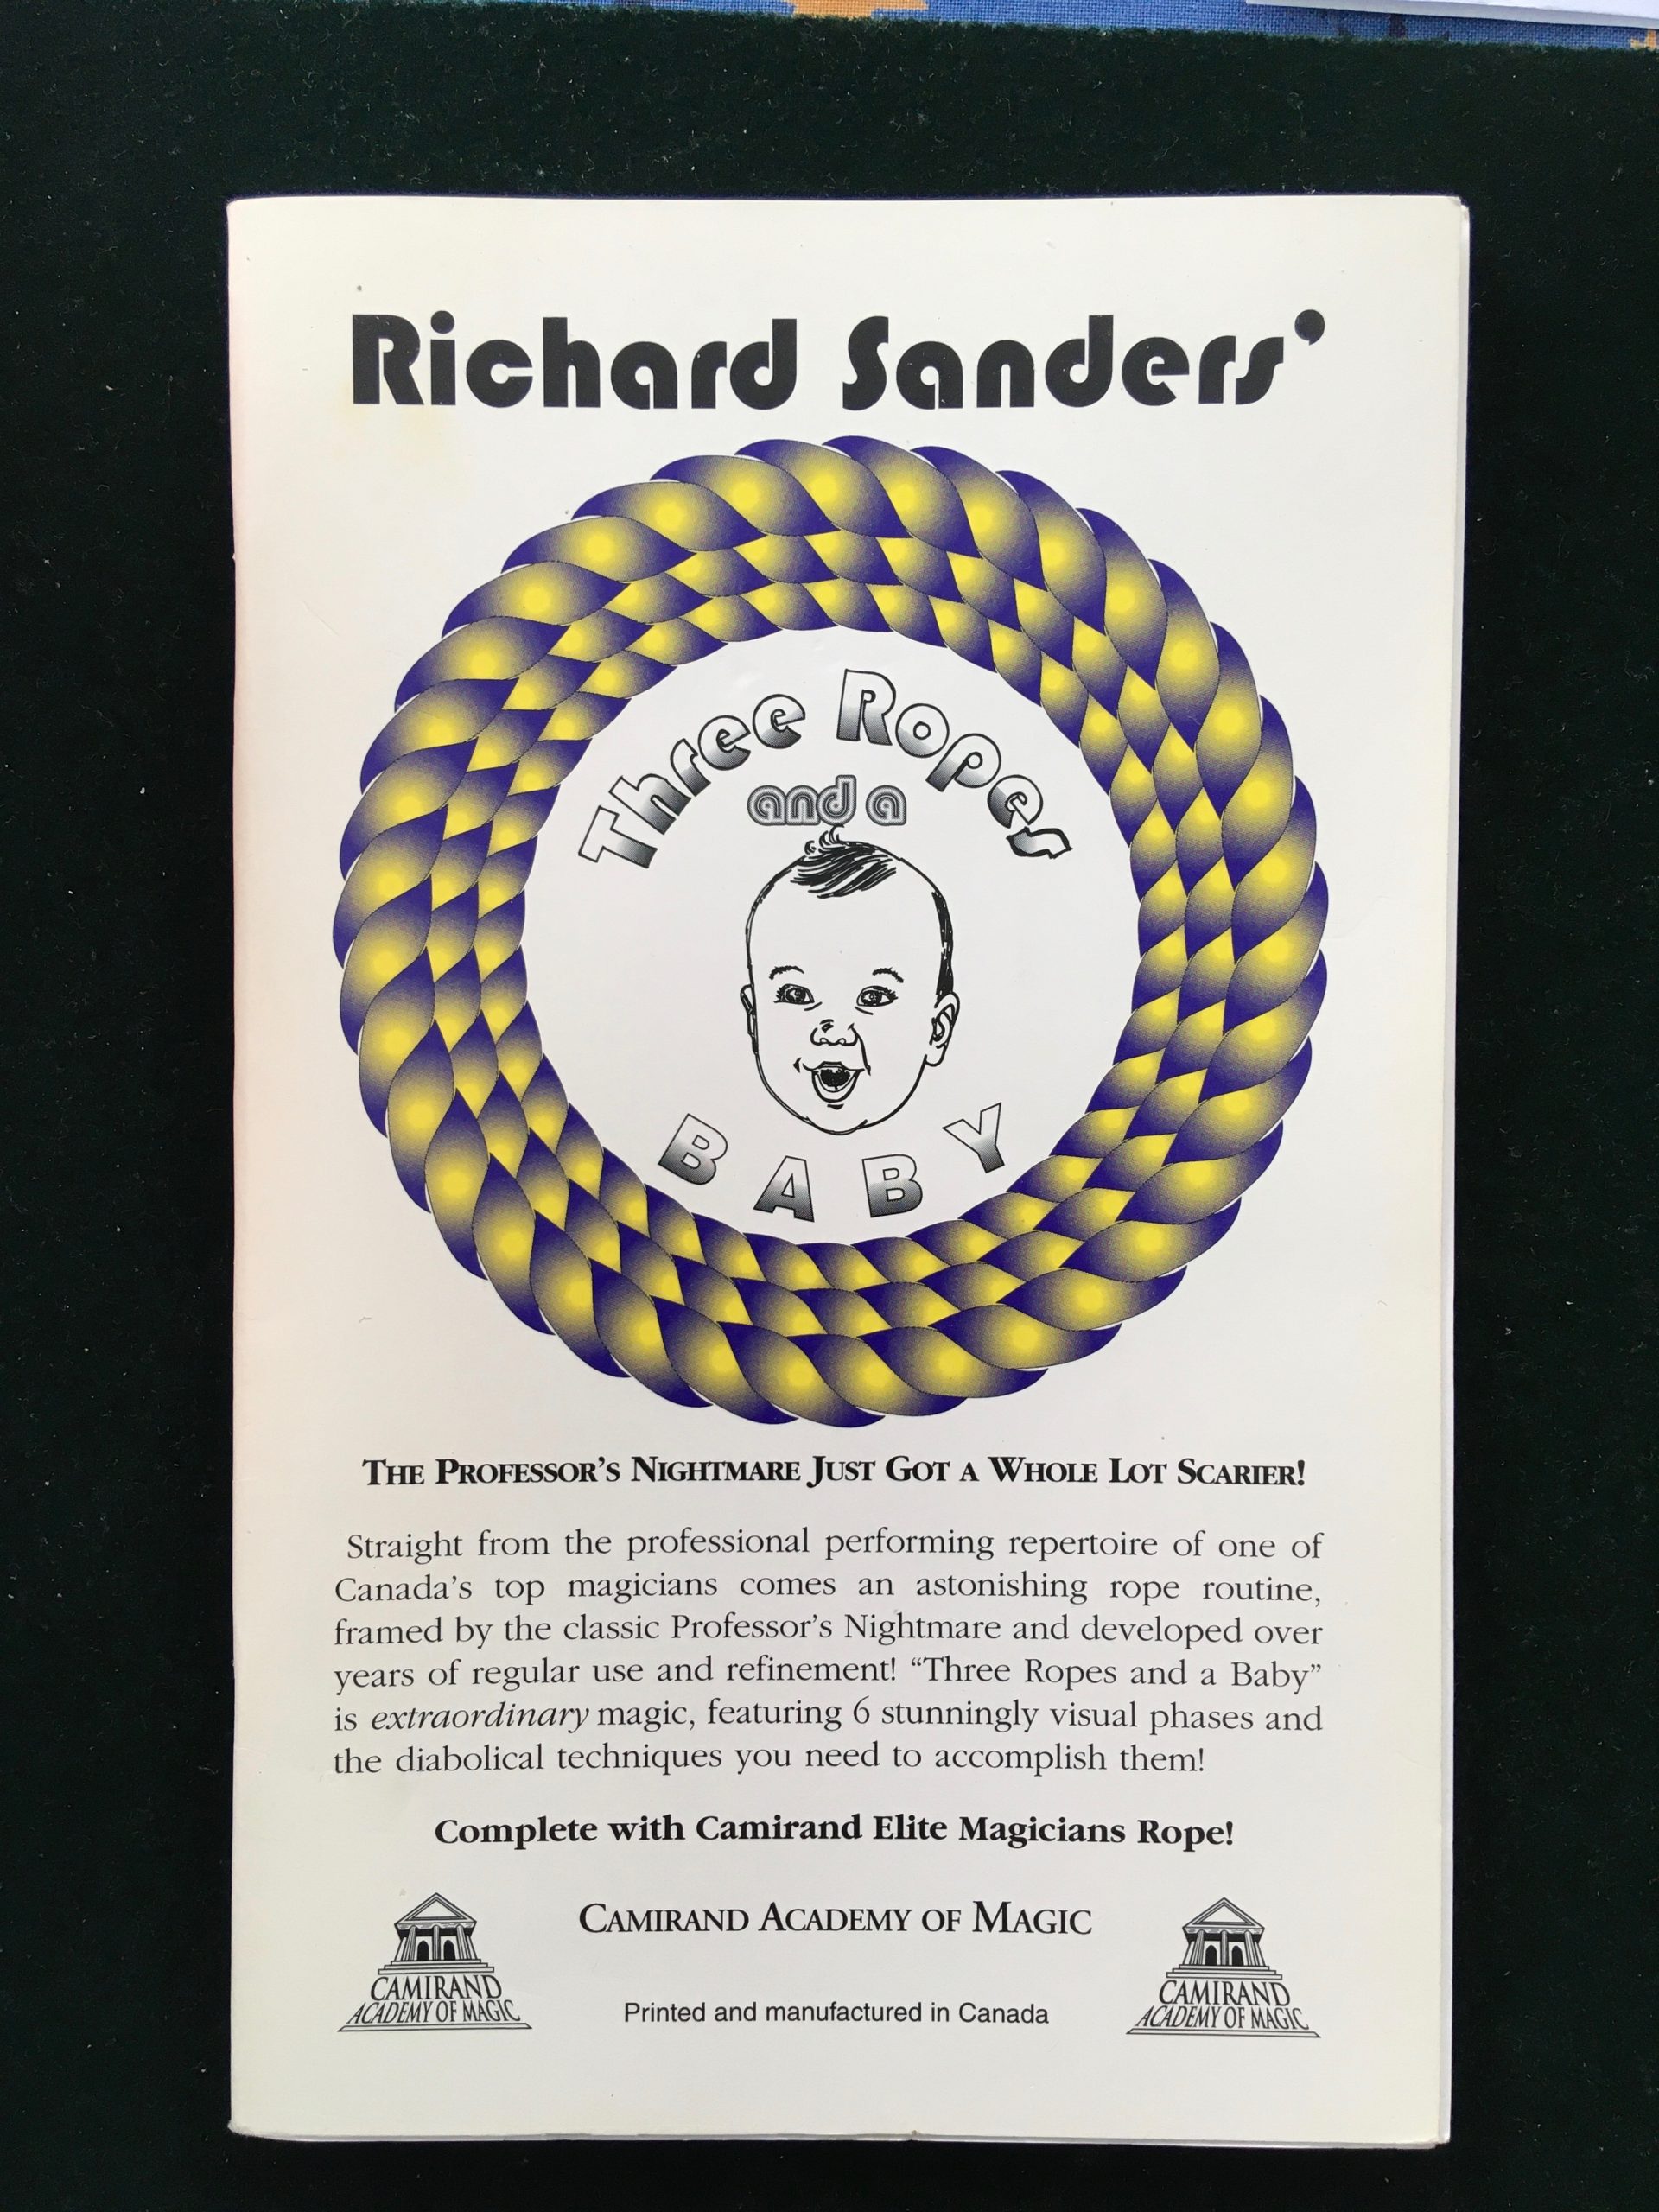 Richard Sanders'
Three Ropes
and a
BABY
THE PROFESSOR'S NIGHTMARE JUST GOT A WHOLE LOT SCARIER!
Straight from the professional performing repertoire of one of
Canada's top magicians comes an astonishing rope routine,
framed by the classic Professor's Nightmare and developed over
years of regular use and refinement! “Three Ropes and a Baby”
is extraordinary magic, featuring 6 stunningly visual phases and
the diabolical techniques you need to accomplish them!
Complete with Camirand Elite Magicians Rope!
CAMIRAND ACADEMY OF MAGIC
CAMIRAND
ACADEMY OF MAGIC
Printed and manufactured in Canada
CAMIRAND
ACADEMY OF MAGIC